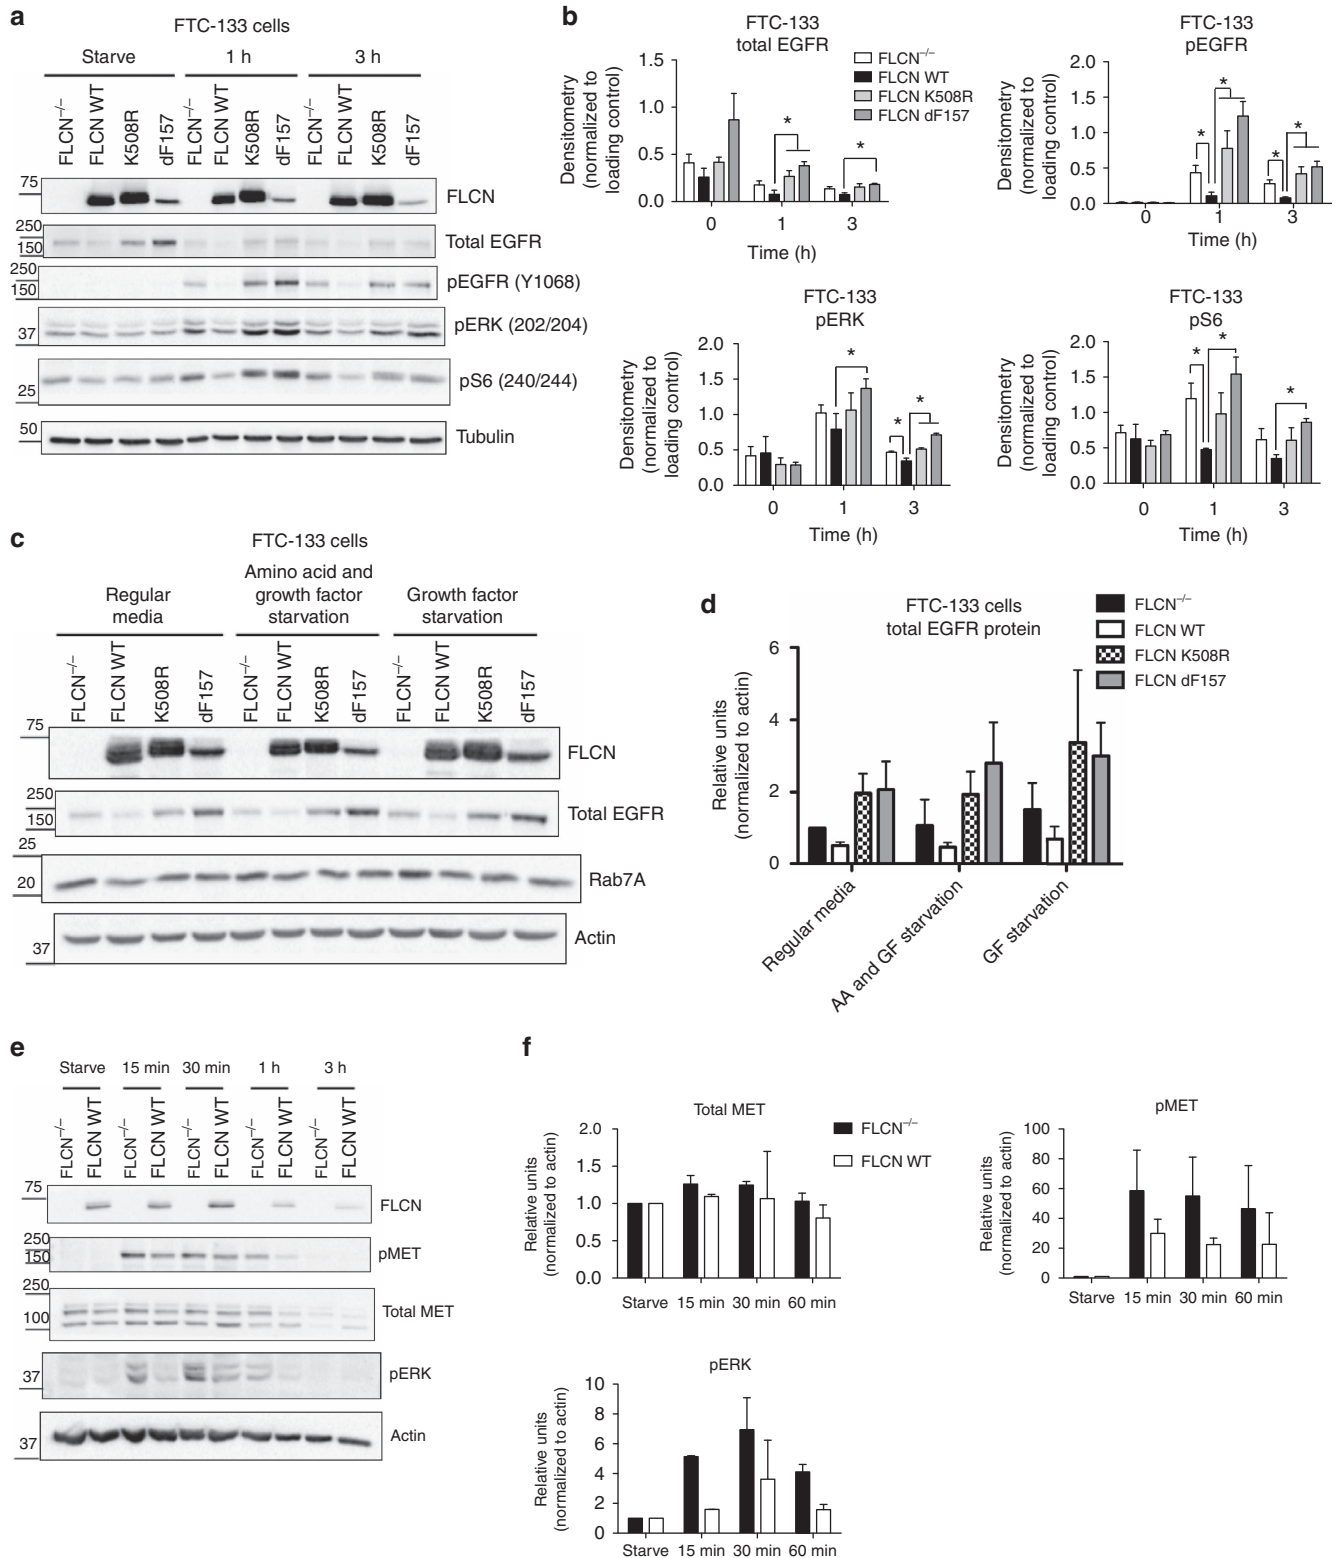 a
FTC-133 cells
Starve
1 h
3 h
FLCN−/−
FLCN WT
K508R
dF157
FLCN−/−
FLCN WT
K508R
dF157
FLCN−/−
FLCN WT
K508R
dF157
75
FLCN
250
150
Total EGFR
250
150
pEGFR (Y1068)
37
pERK (202/204)
25
pS6 (240/244)
50
Tubulin
b
FTC-133
total EGFR
Densitometry
(normalized to
loading control)
1.5
1.0
0.5
0.0
*
*
0
1
3
Time (h)
FLCN−/−
FLCN WT
FLCN K508R
FLCN dF157
FTC-133
pEGFR
Densitometry
(normalized to
loading control)
2.0
1.5
1.0
0.5
0.0
*
*
*
*
0
1
3
Time (h)
FTC-133
pERK
Densitometry
(normalized to
loading control)
2.0
1.5
1.0
0.5
0.0
*
*
*
0
1
3
Time (h)
FTC-133
pS6
Densitometry
(normalized to
loading control)
2.0
1.5
1.0
0.5
0.0
*
*
*
0
1
3
Time (h)
c
FTC-133 cells
Regular
media
Amino acid and
growth factor
starvation
Growth factor
starvation
FLCN−/−
FLCN WT
K508R
dF157
FLCN−/−
FLCN WT
K508R
dF157
FLCN−/−
FLCN WT
K508R
dF157
75
FLCN
250
150
Total EGFR
25
20
Rab7A
37
Actin
d
FTC-133 cells
total EGFR protein
Relative units
(normalized to actin)
6
4
2
0
Regular media
AA and GF starvation
GF starvation
FLCN−/−
FLCN WT
FLCN K508R
FLCN dF157
e
Starve
15 min
30 min
1 h
3 h
FLCN−/−
FLCN WT
FLCN−/−
FLCN WT
FLCN−/−
FLCN WT
FLCN−/−
FLCN WT
FLCN−/−
FLCN WT
75
FLCN
250
150
pMET
250
100
Total MET
37
pERK
37
Actin
f
Total MET
Relative units
(normalized to actin)
2.0
1.5
1.0
0.5
0.0
Starve
15 min
30 min
60 min
FLCN−/−
FLCN WT
pMET
Relative units
(normalized to actin)
100
80
60
40
20
0
Starve
15 min
30 min
60 min
pERK
Relative units
(normalized to actin)
10
8
6
4
2
0
Starve
15 min
30 min
60 min